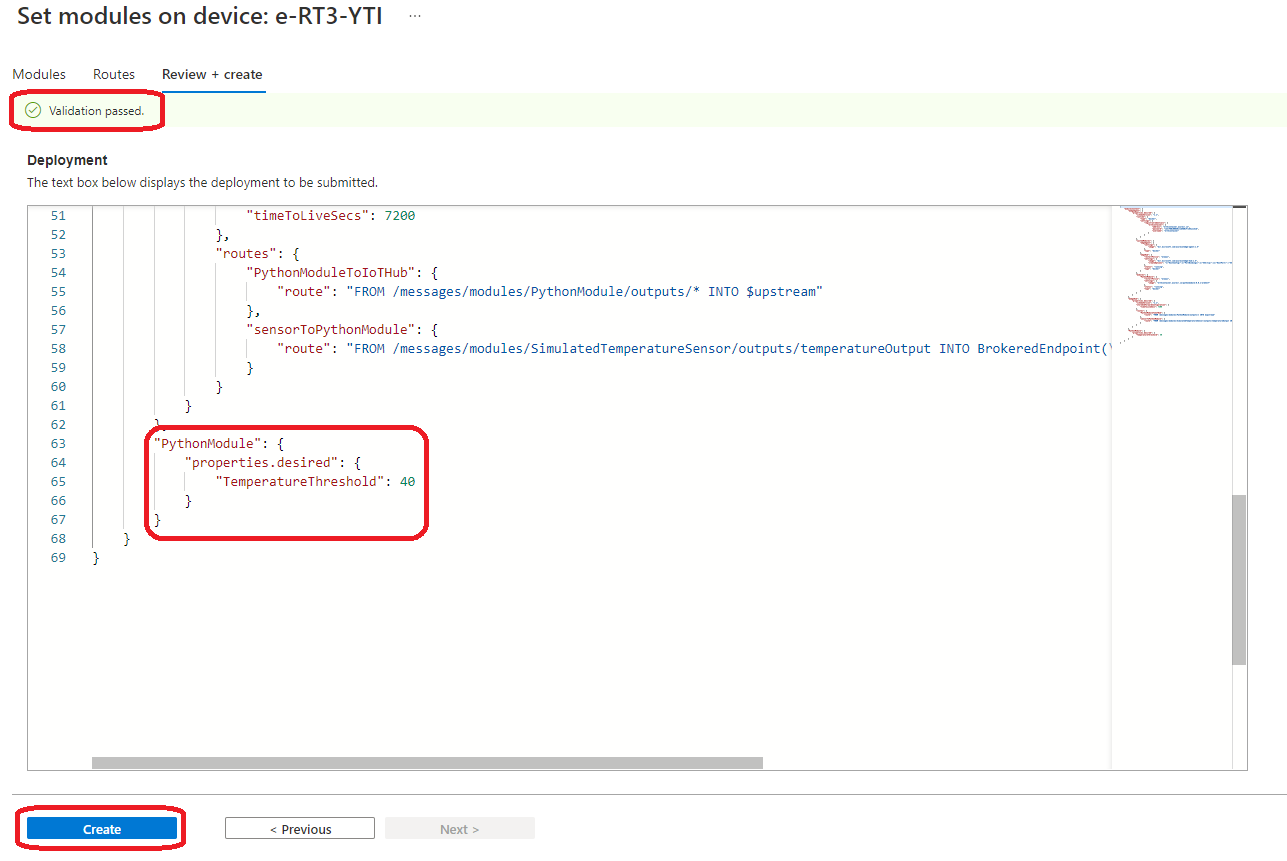 Set modules on device: e-RT3-YTI ...
Modules Routes Review + create
Validation passed.
Deployment
The text box below displays the deployment to be submitted.
51 "timeToLiveSecs": 7200
52 },
53 "routes": {
54 "PythonModuleToIoTHub": {
55 "route": "FROM /messages/modules/PythonModule/outputs/* INTO $upstream"
56 },
57 "sensorToPythonModule": {
58 "route": "FROM /messages/modules/SimulatedTemperatureSensor/outputs/temperatureOutput INTO BrokeredEndpoint(\
59 }
60 }
61 }
62 },
63 "PythonModule": {
64 "properties.desired": {
65 "TemperatureThreshold": 40
66 }
67 }
68 }
69 }
Create < Previous Next >